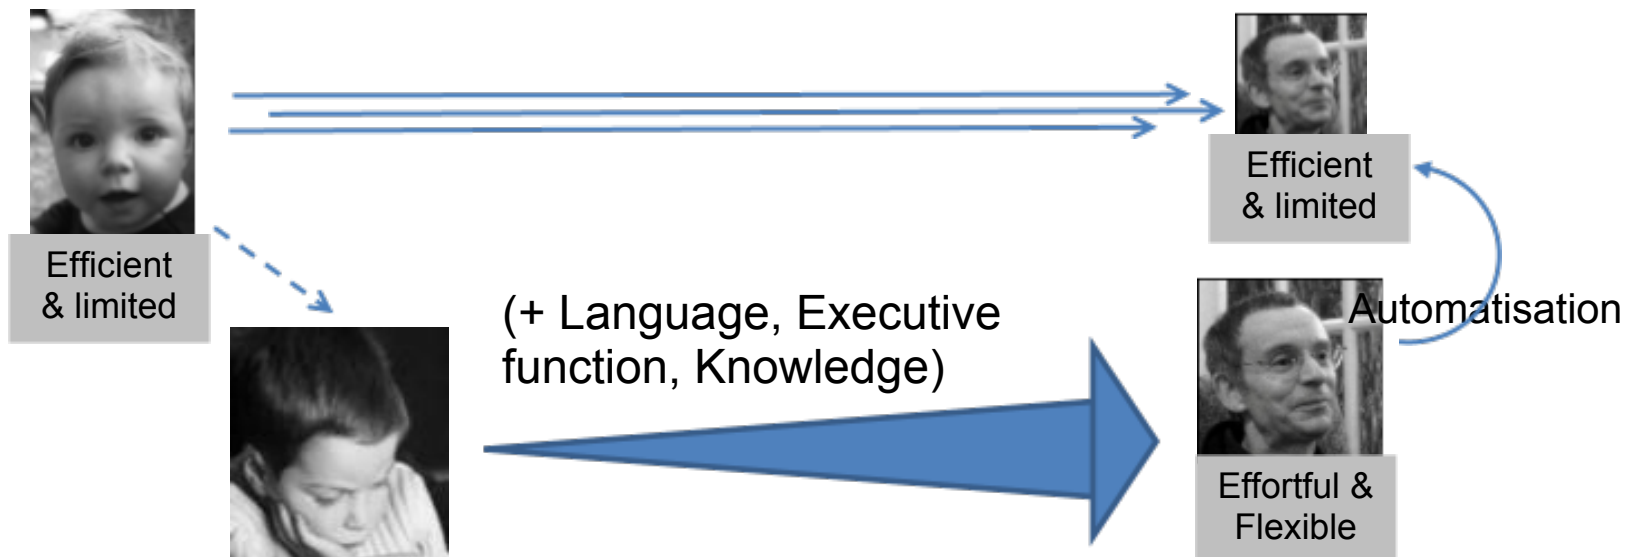 Efficient
& limited
Efficient
& limited
(+ Language, Executive
function, Knowledge)
Automatisation
Effortful &
Flexible